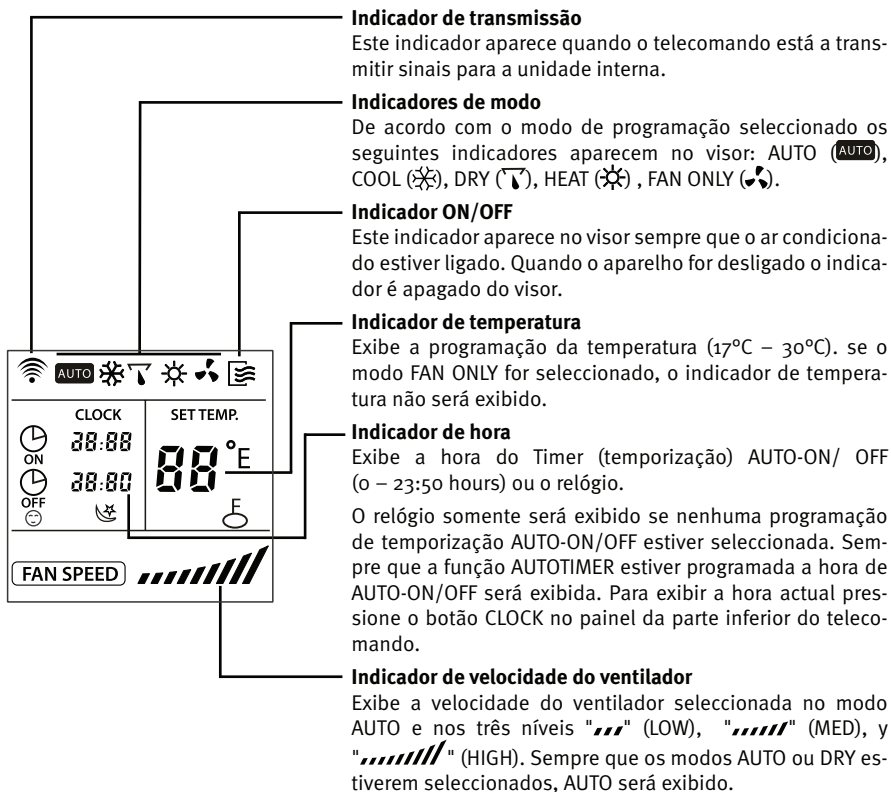 Indicador de transmissão
Este indicador aparece quando o telecomando está a trans-
mitir sinais para a unidade interna.
Indicadores de modo
De acordo com o modo de programação seleccionado os
seguintes indicadores aparecem no visor: AUTO (AUTO),
COOL (), DRY (), HEAT () , FAN ONLY ().
Indicador ON/OFF
Este indicador aparece no visor sempre que o ar condiciona-
do estiver ligado. Quando o aparelho for desligado o indica-
dor é apagado do visor.
Indicador de temperatura
Exibe a programação da temperatura (17°C – 30°C). se o
modo FAN ONLY for seleccionado, o indicador de tempera-
tura não será exibido.
Indicador de hora
Exibe a hora do Timer (temporização) AUTO-ON/ OFF
(0 – 23:50 hours) ou o relógio.
O relógio somente será exibido se nenhuma programação
de temporização AUTO-ON/OFF estiver seleccionada. Sem-
pre que a função AUTOTIMER estiver programada a hora de
AUTO-ON/OFF será exibida. Para exibir a hora actual pres-
sione o botão CLOCK no painel da parte inferior do teleco-
mando.
Indicador de velocidade do ventilador
Exibe a velocidade do ventilador seleccionada no modo
AUTO e nos três níveis "" (LOW), "" (MED), y
"" (HIGH). Sempre que os modos AUTO ou DRY es-
tiverem seleccionados, AUTO será exibido.
AUTO
CLOCK
SET TEMP.
ON
88:88
88°E
OFF
88:80
FAN SPEED